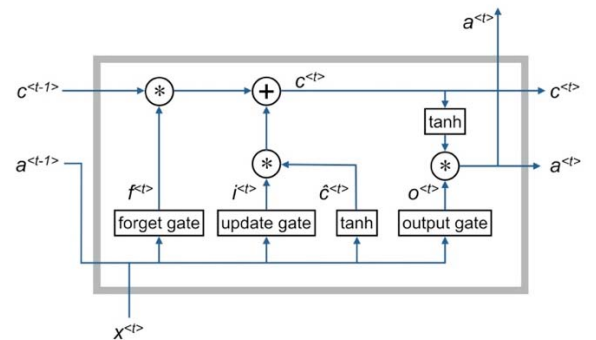 a<t>
c<t-1> * + c<t> c<t>
tanh
a<t-1> * * a<t>
f<t> i<t> ĉ<t> o<t>
forget gate update gate tanh output gate
x<t>